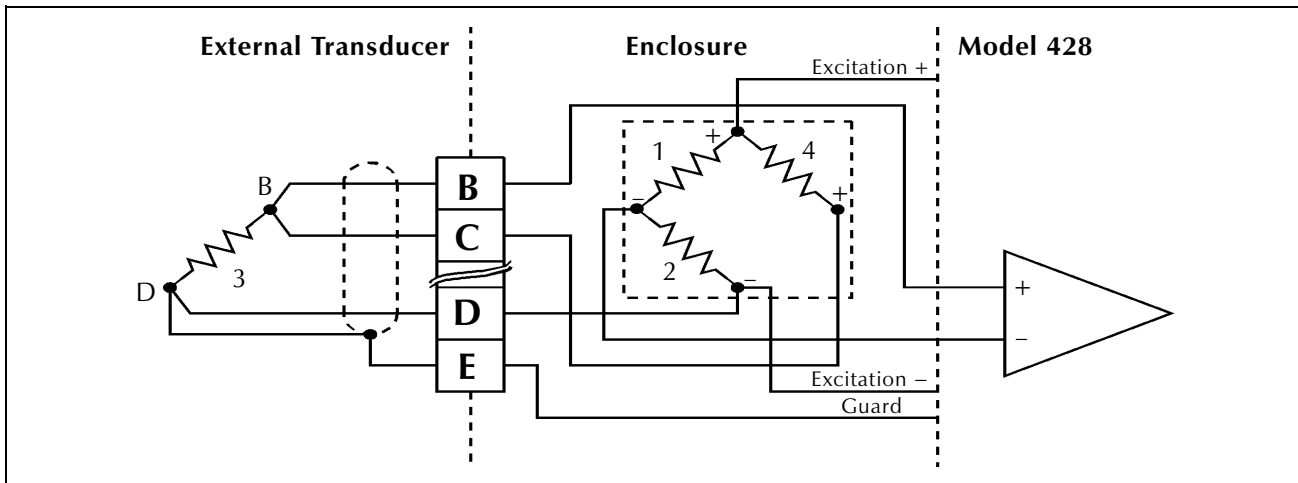 External Transducer
Enclosure
Model 428
Excitation +
1
+
4
B
B
–
+
C
+
3
2
–
D
D
–
E
Excitation –
Guard